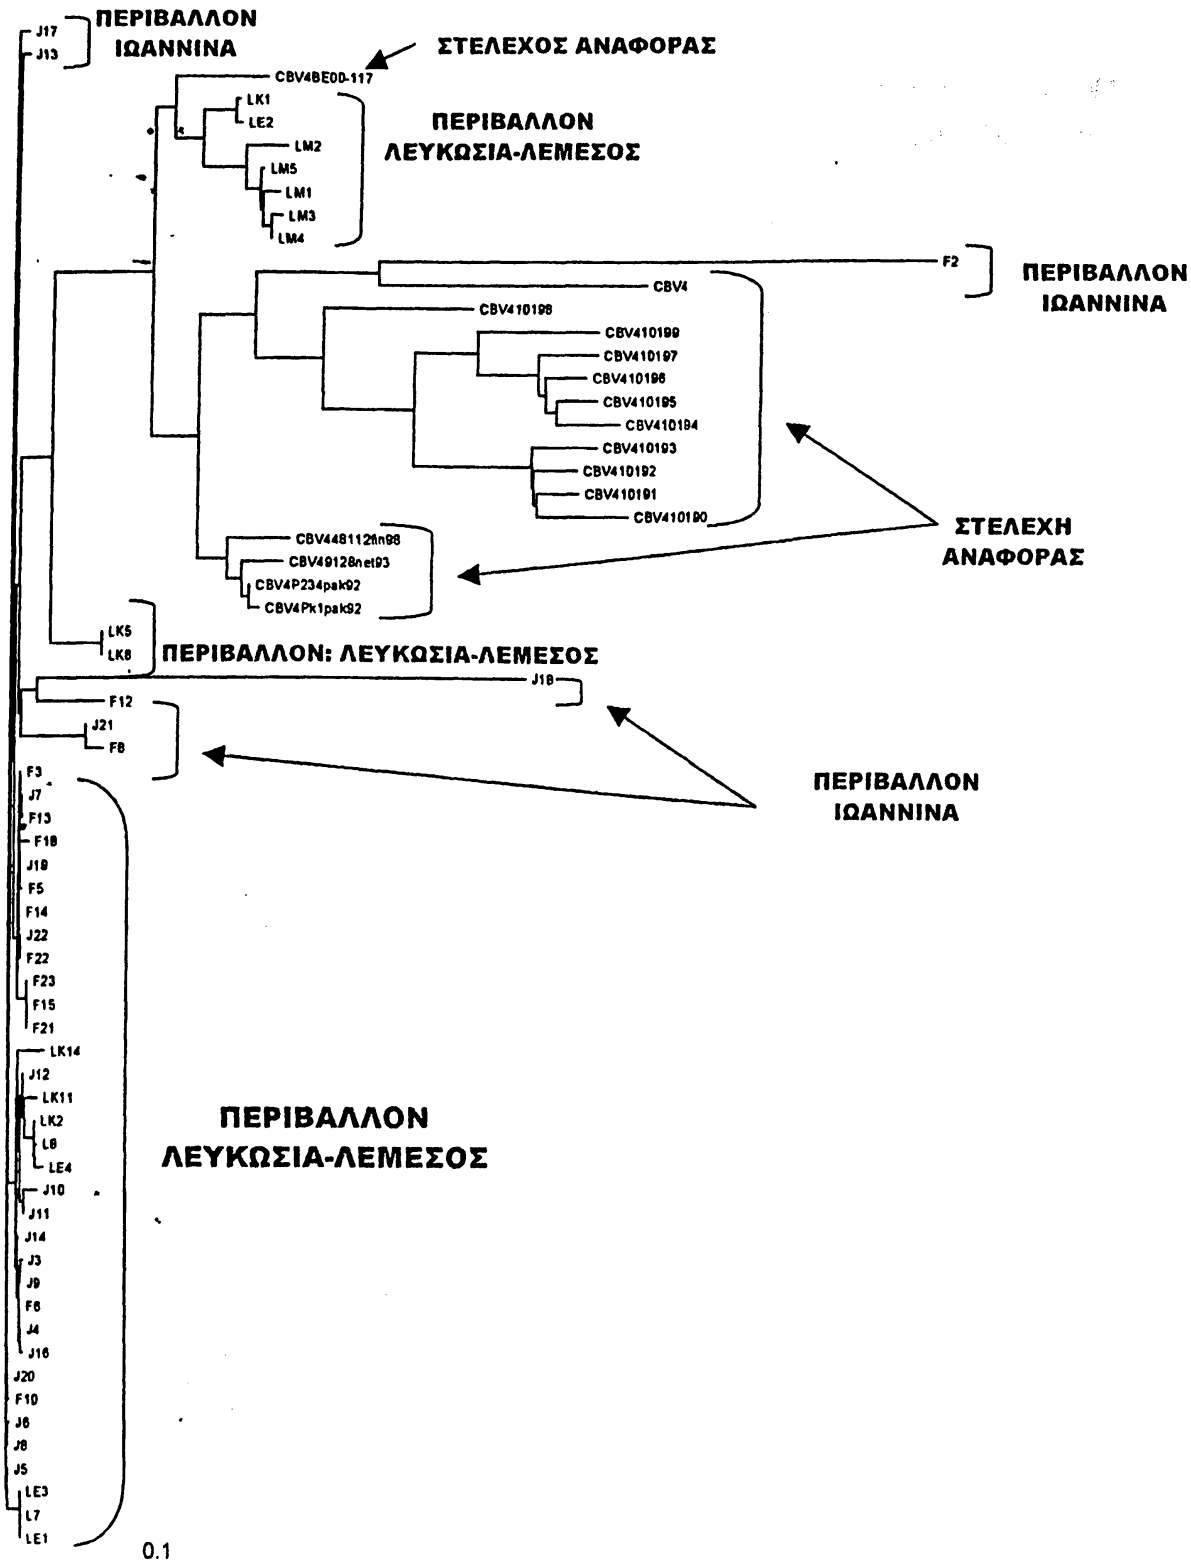 J17
J13
ΠΕΡΙΒΑΛΛΟΝ
ΙΩΑΝΝΙΝΑ
ΣΤΕΛΕΧΟΣ ΑΝΑΦΟΡΑΣ
CBV4BE00-117
LK1
LE2
ΠΕΡΙΒΑΛΛΟΝ
ΛΕΥΚΩΣΙΑ-ΛΕΜΕΣΟΣ
LM2
LM5
LM1
LM3
LM4
F2
ΠΕΡΙΒΑΛΛΟΝ
ΙΩΑΝΝΙΝΑ
CBV4
CBV410198
CBV410199
CBV410197
CBV410196
CBV410195
CBV410194
CBV410193
CBV410192
CBV410191
CBV410190
ΣΤΕΛΕΧΗ
ΑΝΑΦΟΡΑΣ
CBV448112fin98
CBV49128net93
CBV4P234pak92
CBV4Pk1pak92
LK5
LK8
ΠΕΡΙΒΑΛΛΟΝ: ΛΕΥΚΩΣΙΑ-ΛΕΜΕΣΟΣ
J18
F12
J21
F8
ΠΕΡΙΒΑΛΛΟΝ
ΙΩΑΝΝΙΝΑ
F3
J7
F13
F18
J19
F5
F14
J22
F22
F23
F15
F21
LK14
J12
LK11
LK2
L8
LE4
J10
J11
ΠΕΡΙΒΑΛΛΟΝ
ΛΕΥΚΩΣΙΑ-ΛΕΜΕΣΟΣ
J14
J3
J9
F6
J4
J16
J20
F10
J6
J8
J5
LE3
L7
LE1
0.1